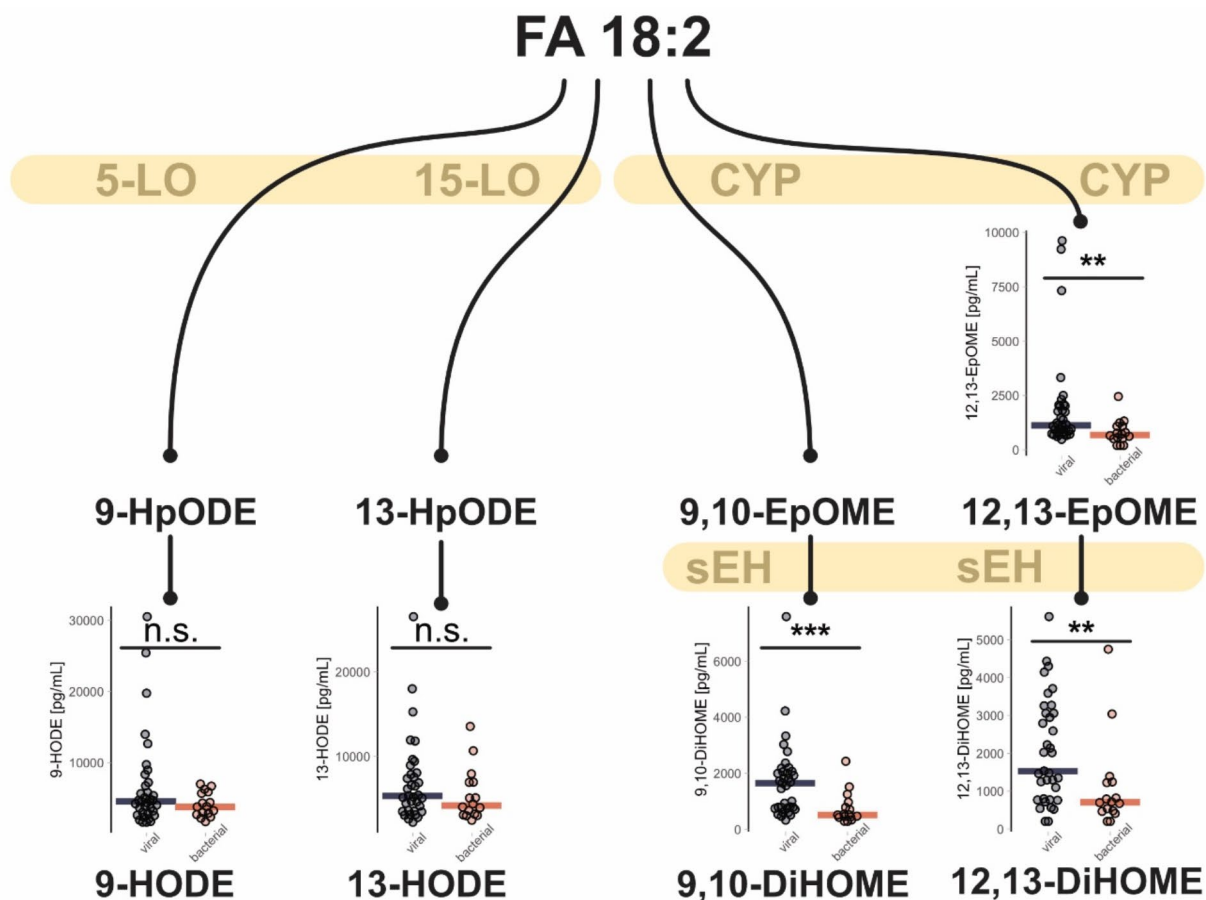 FA 18:2
5-LO
15-LO
CYP
CYP
12,13-EpOME [pg/mL]
10000
7500
5000
2500
0
**
viral
bacterial
9-HpODE
13-HpODE
9,10-EpOME
12,13-EpOME
sEH
sEH
9-HODE [pg/mL]
30000
20000
10000
n.s.
viral
bacterial
9-HODE
13-HODE [pg/mL]
20000
10000
n.s.
viral
bacterial
13-HODE
9,10-DiHOME [pg/mL]
6000
4000
2000
0
***
viral
bacterial
9,10-DiHOME
12,13-DiHOME [pg/mL]
5000
4000
3000
2000
1000
0
**
viral
bacterial
12,13-DiHOME